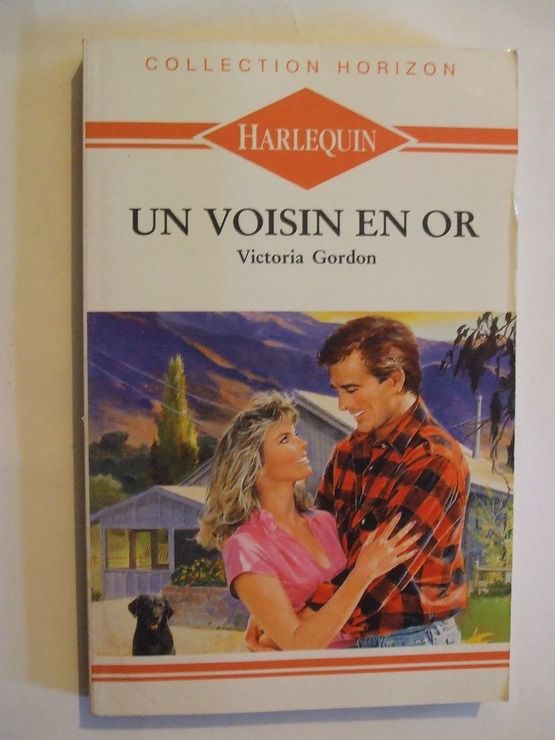 COLLECTION HORIZON
HARLEQUIN
UN VOISIN EN OR
Victoria Gordon